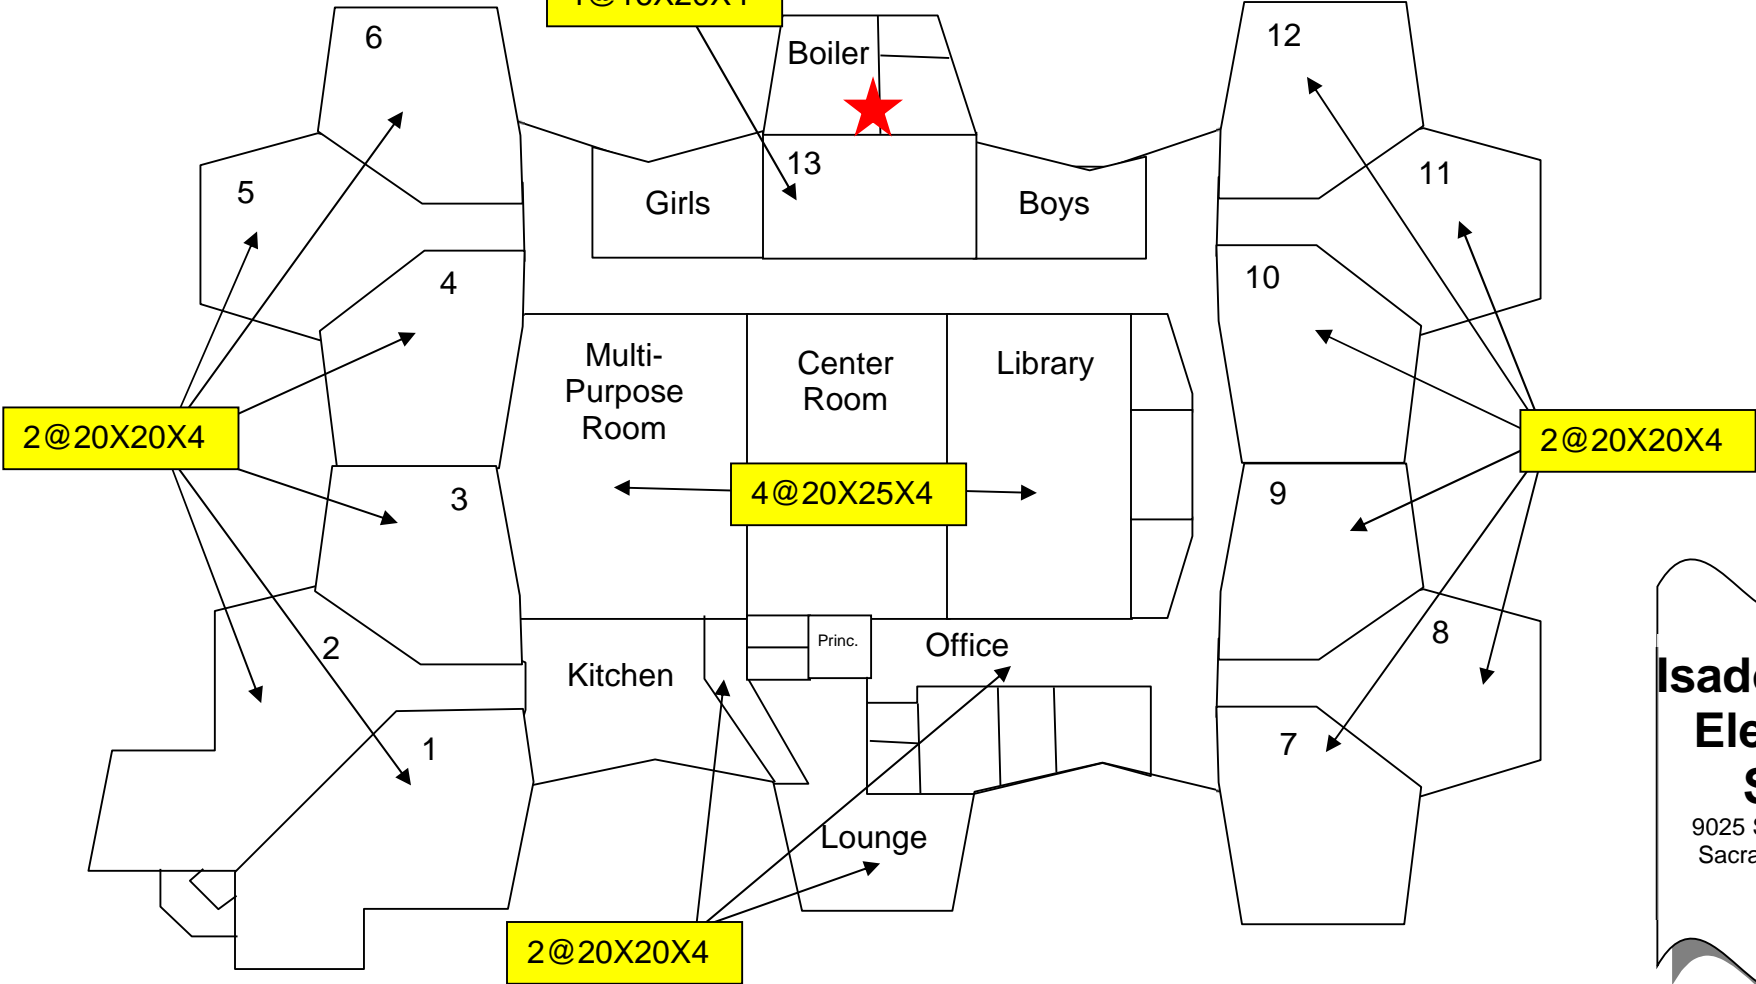 6
Boiler
12
13
11
5
Girls
Boys
4
10
Multi-
Purpose
Room
Center
Room
Library
2@20X20X4
2@20X20X4
4@20X25X4
3
9
2
Princ.
Office
8
Kitchen
1
7
Lounge
2@20X20X4
9025